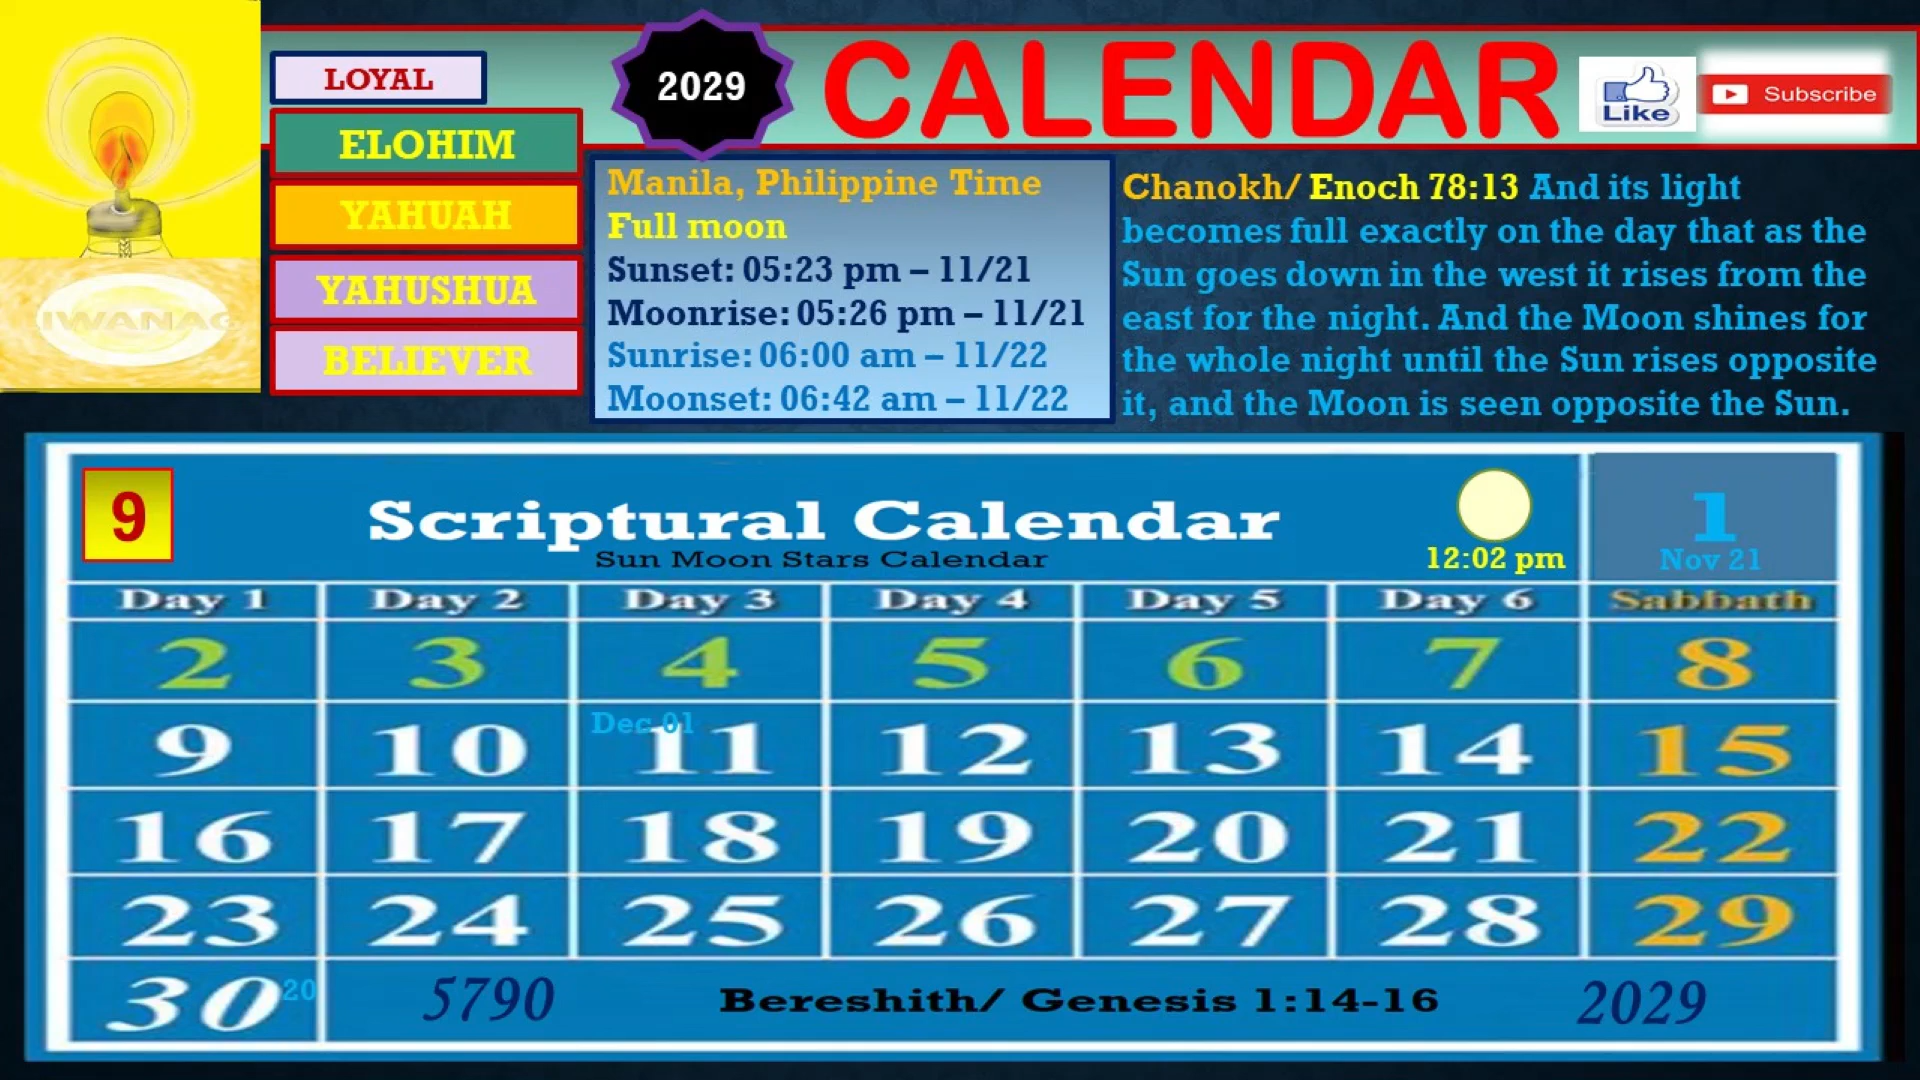 LOYAL
ELOHIM
YAHUAH
YAHUSHUA
BELIEVER
2029
CALENDAR
Like
Subscribe
Manila, Philippine Time
Full moon
Sunset: 05:23 pm – 11/21
Moonrise: 05:26 pm – 11/21
Sunrise: 06:00 am – 11/22
Moonset: 06:42 am – 11/22
Chanokh/ Enoch 78:13 And its light
becomes full exactly on the day that as the
Sun goes down in the west it rises from the
east for the night. And the Moon shines for
the whole night until the Sun rises opposite
it, and the Moon is seen opposite the Sun.
9
Scriptural Calendar
Sun Moon Stars Calendar
12:02 pm
1
Nov 21
Day 1 Day 2 Day 3 Day 4 Day 5 Day 6 Sabbath
2 3 4 5 6 7 8
Dec 01
9 10 11 12 13 14 15
16 17 18 19 20 21 22
23 24 25 26 27 28 29
30 20 5790 Bereshith/ Genesis 1:14-16 2029